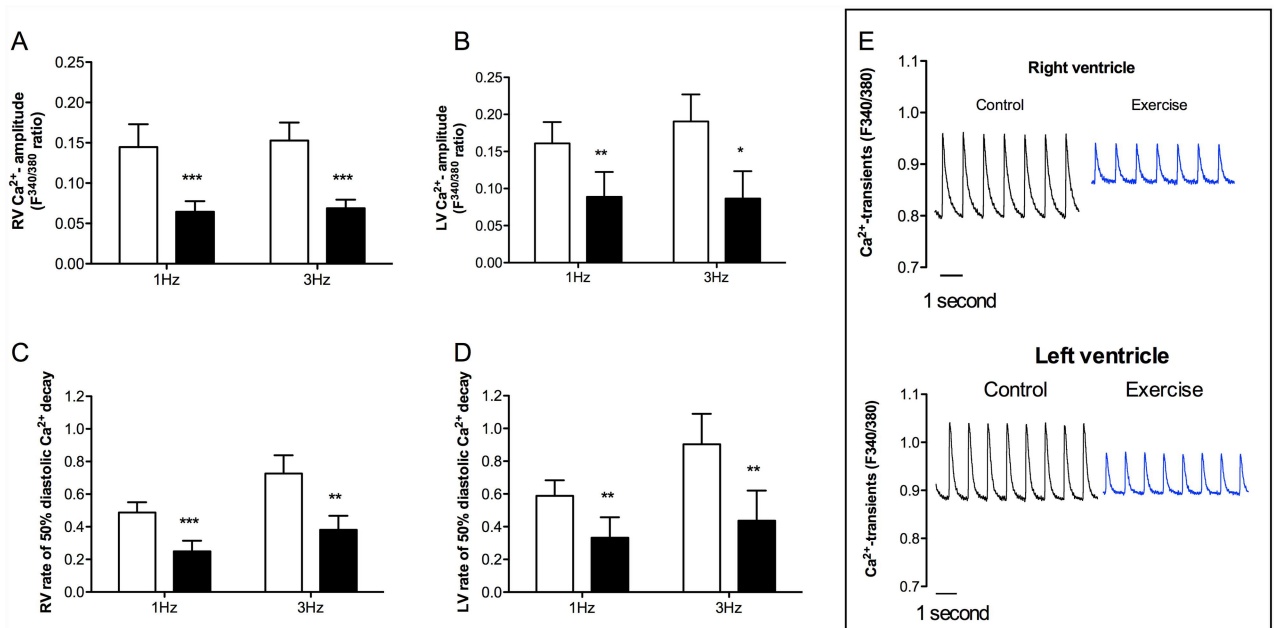 A
RV Ca2+- amplitude
(F340/380 ratio)
0.25
0.20
0.15
0.10
0.05
0.00
***
***
1Hz
3Hz
B
LV Ca2+- amplitude
(F340/380 ratio)
0.25
0.20
0.15
0.10
0.05
0.00
**
*
1Hz
3Hz
C
RV rate of 50% diastolic Ca2+ decay
1.2
1.0
0.8
0.6
0.4
0.2
0.0
***
**
1Hz
3Hz
D
LV rate of 50% diastolic Ca2+ decay
1.2
1.0
0.8
0.6
0.4
0.2
0.0
**
**
1Hz
3Hz
E
Ca2+-transients (F340/380)
1.1
1.0
0.9
0.8
0.7
Right ventricle
Control
Exercise
1 second
Left ventricle
Control
Exercise
Ca2+-transients (F340/380)
1.1
1.0
0.9
0.8
0.7
1 second